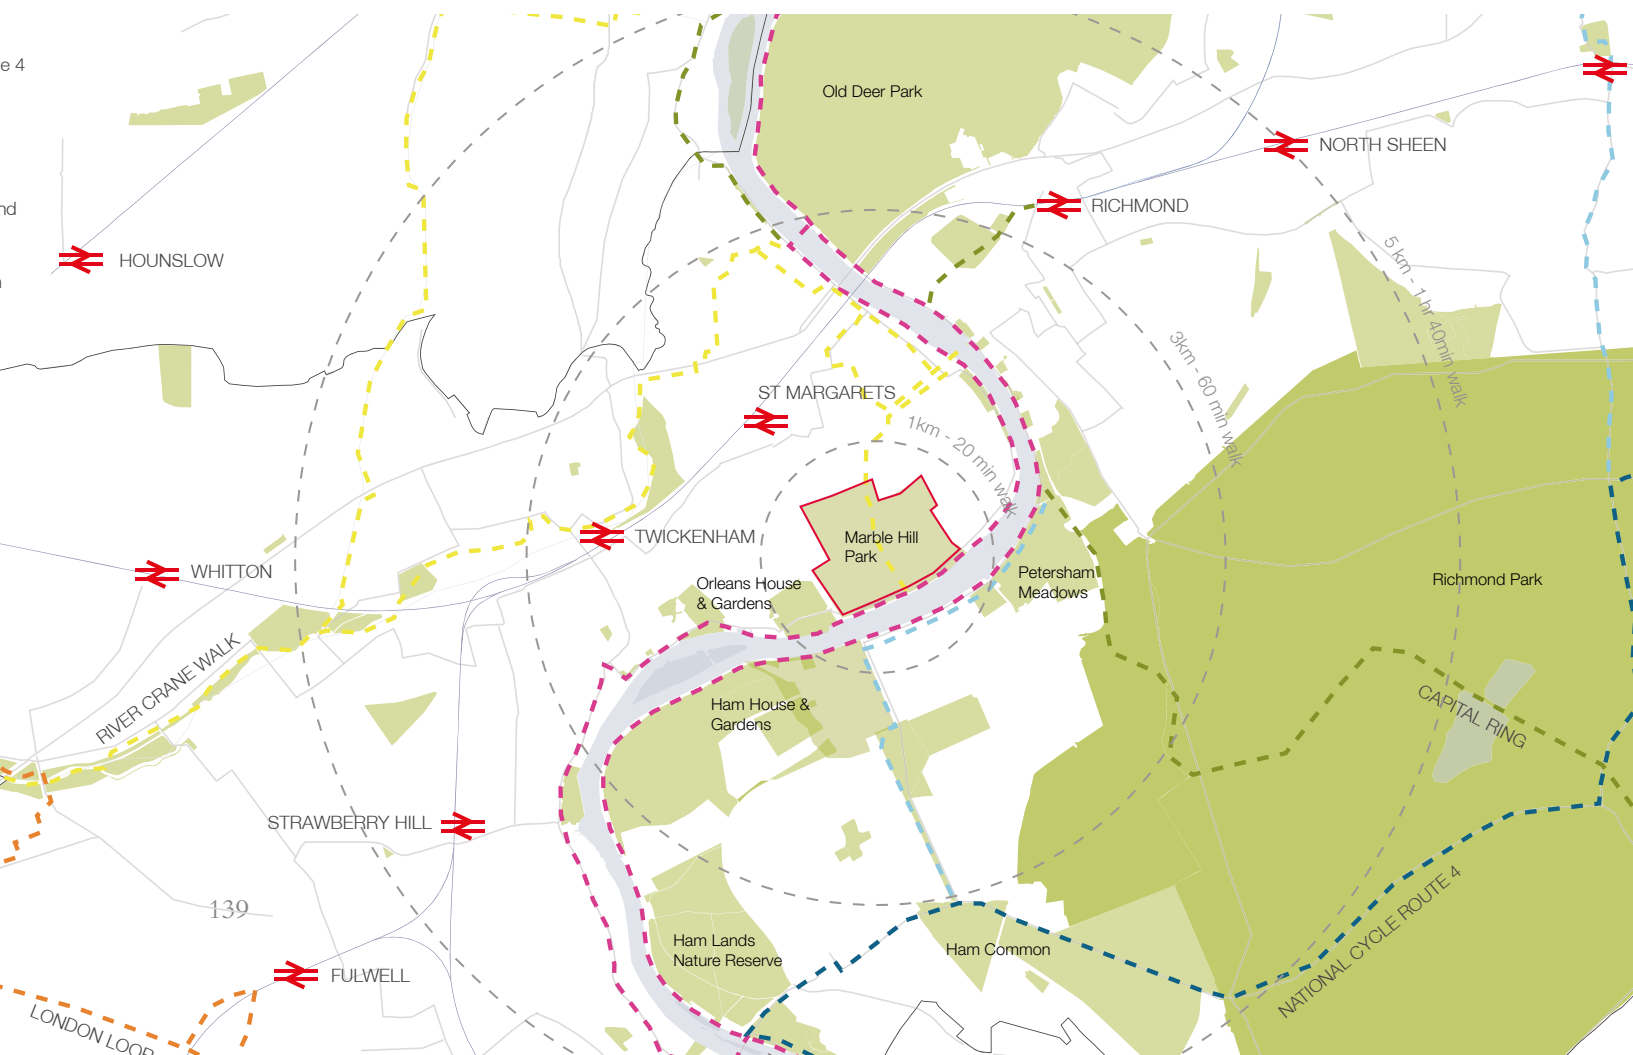 e 4
Old Deer Park
NORTH SHEEN
nd
RICHMOND
HOUNSLOW
5 km - 1 hr 40min walk
3km - 60 min walk
ST MARGARETS
1km - 20 min walk
TWICKENHAM
Marble Hill
Park
WHITTON
Orleans House
& Gardens
Petersham
Meadows
Richmond Park
RIVER CRANE WALK
Ham House &
Gardens
CAPITAL RING
STRAWBERRY HILL
139
NATIONAL CYCLE ROUTE 4
Ham Lands
Nature Reserve
Ham Common
FULWELL
LONDON LOOP